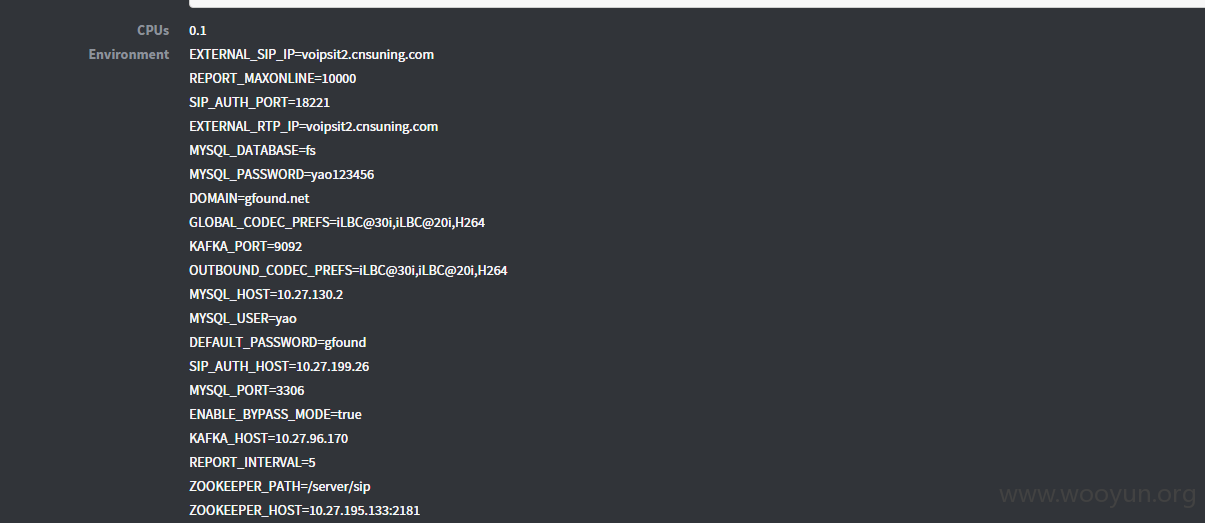 CPUs 0.1
Environment EXTERNAL_SIP_IP=voipsit2.cnsuning.com
REPORT_MAXONLINE=10000
SIP_AUTH_PORT=18221
EXTERNAL_RTP_IP=voipsit2.cnsuning.com
MYSQL_DATABASE=fs
MYSQL_PASSWORD=yao123456
DOMAIN=gfound.net
GLOBAL_CODEC_PREFS=iLBC@30i,iLBC@20i,H264
KAFKA_PORT=9092
OUTBOUND_CODEC_PREFS=iLBC@30i,iLBC@20i,H264
MYSQL_HOST=10.27.130.2
MYSQL_USER=yao
DEFAULT_PASSWORD=gfound
SIP_AUTH_HOST=10.27.199.26
MYSQL_PORT=3306
ENABLE_BYPASS_MODE=true
KAFKA_HOST=10.27.96.170
REPORT_INTERVAL=5
ZOOKEEPER_PATH=/server/sip
www.wooyun.org
ZOOKEEPER_HOST=10.27.195.133:2181